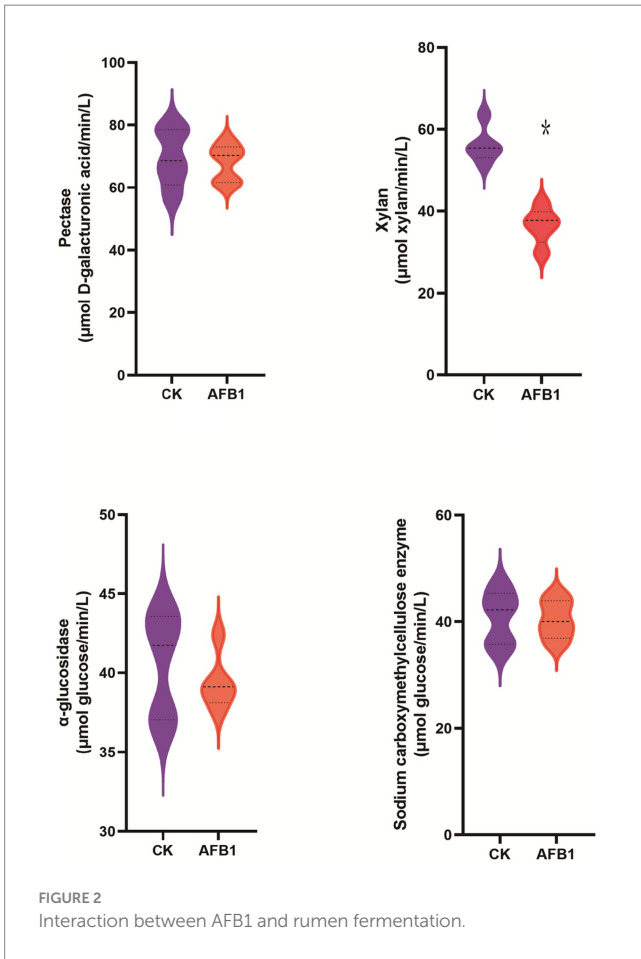 100
80
60
40
20
0
Pectase
(μmol D-galacturonic acid/min/L)
CK AFB1
80
60
40
20
0
Xylan
(μmol xylan/min/L)
*
CK AFB1
50
45
40
35
30
α-glucosidase
(μmol glucose/min/L)
CK AFB1
60
40
20
0
Sodium carboxymethylcellulose enzyme
(μmol glucose/min/L)
CK AFB1
FIGURE 2
Interaction between AFB1 and rumen fermentation.